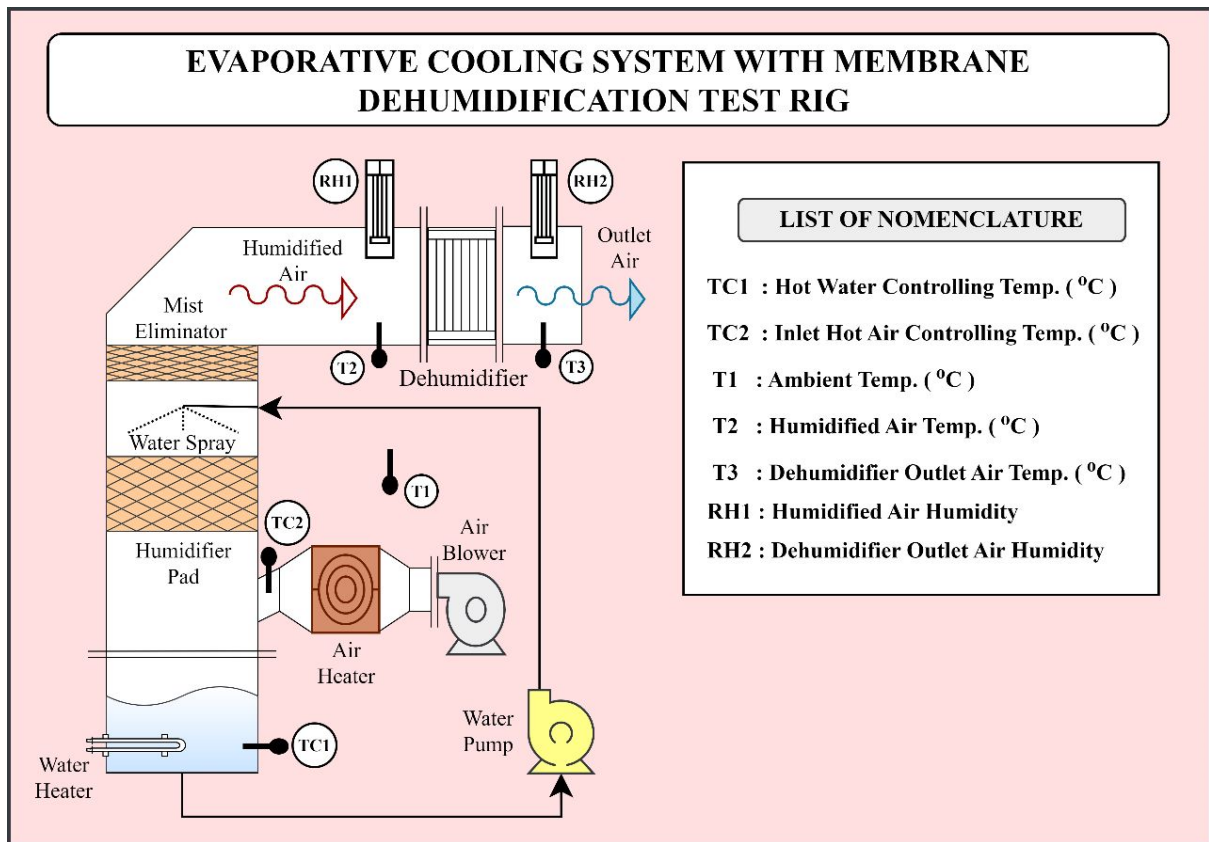 EVAPORATIVE COOLING SYSTEM WITH MEMBRANE
DEHUMIDIFICATION TEST RIG
RH1
RH2
Humidified
Air
Outlet
Air
Mist
Eliminator
T2
Dehumidifier
T3
Water Spray
T1
TC2
Humidifier
Pad
Air
Blower
Air
Heater
Water
Pump
TC1
Water
Heater
LIST OF NOMENCLATURE
TC1 : Hot Water Controlling Temp. ( ⁰C )
TC2 : Inlet Hot Air Controlling Temp. ( ⁰C )
T1 : Ambient Temp. ( ⁰C )
T2 : Humidified Air Temp. ( ⁰C )
T3 : Dehumidifier Outlet Air Temp. ( ⁰C )
RH1 : Humidified Air Humidity
RH2 : Dehumidifier Outlet Air Humidity